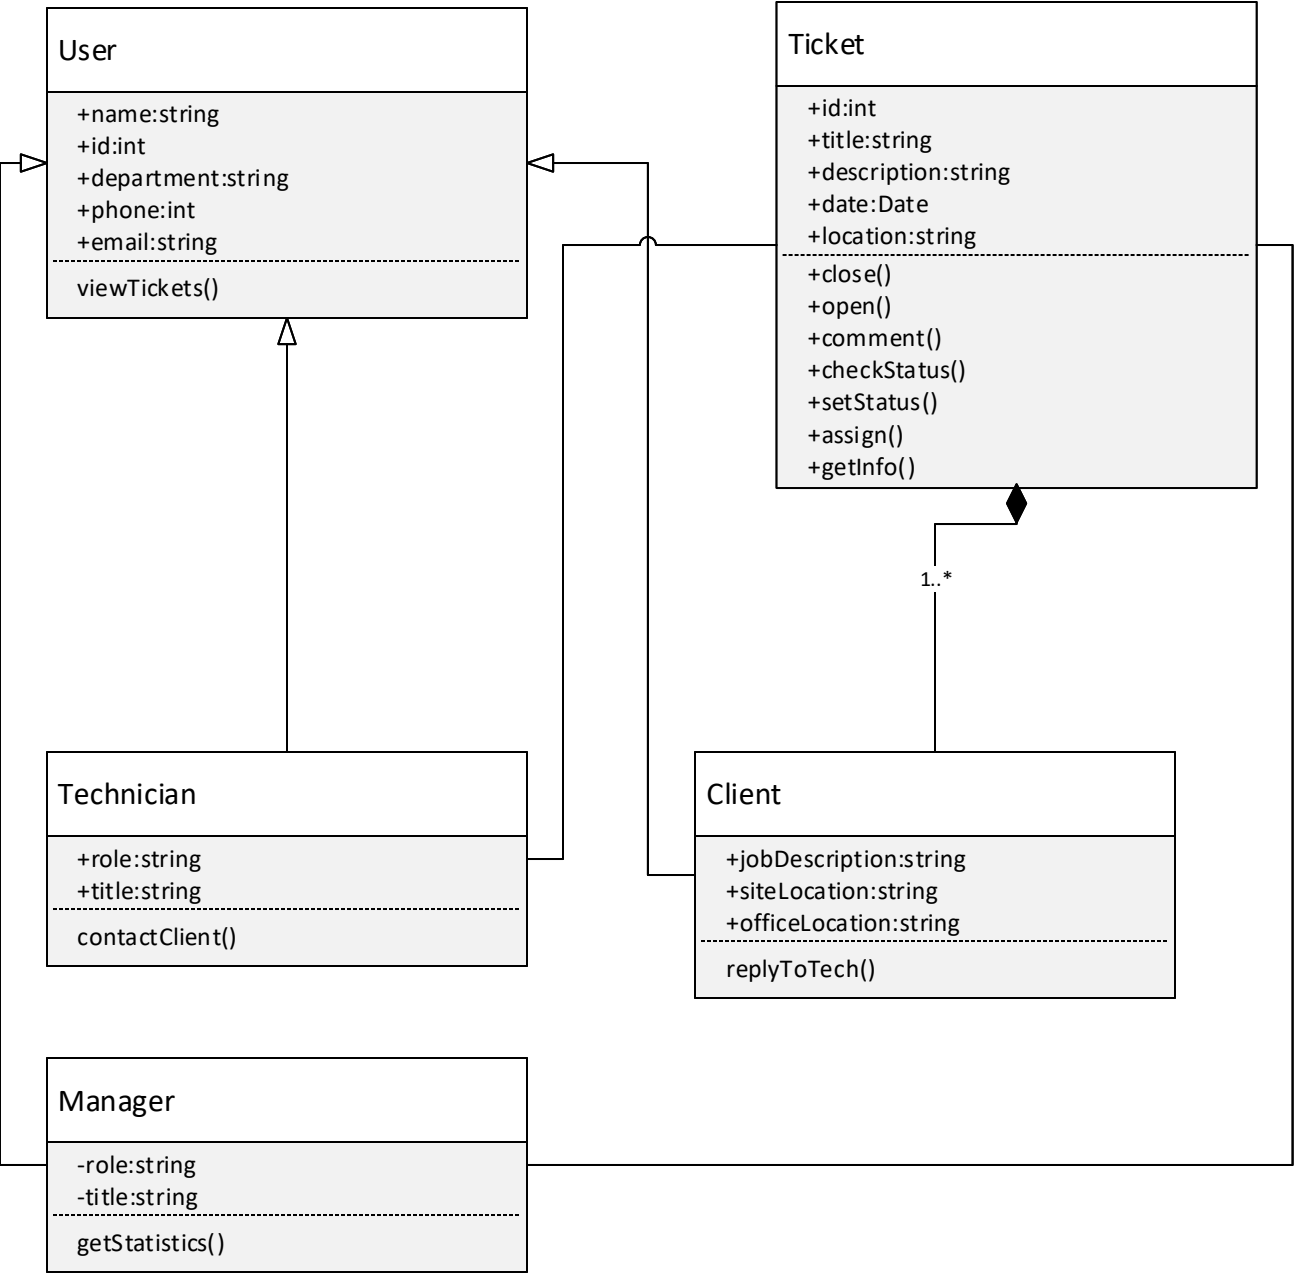 User
+name:string
+id:int
+department:string
+phone:int
+email:string
viewTickets()
Ticket
+id:int
+title:string
+description:string
+date:Date
+location:string
+close()
+open()
+comment()
+checkStatus()
+setStatus()
+assign()
+getInfo()
1..*
Technician
+role:string
+title:string
contactClient()
Client
+jobDescription:string
+siteLocation:string
+officeLocation:string
replyToTech()
Manager
-role:string
-title:string
getStatistics()